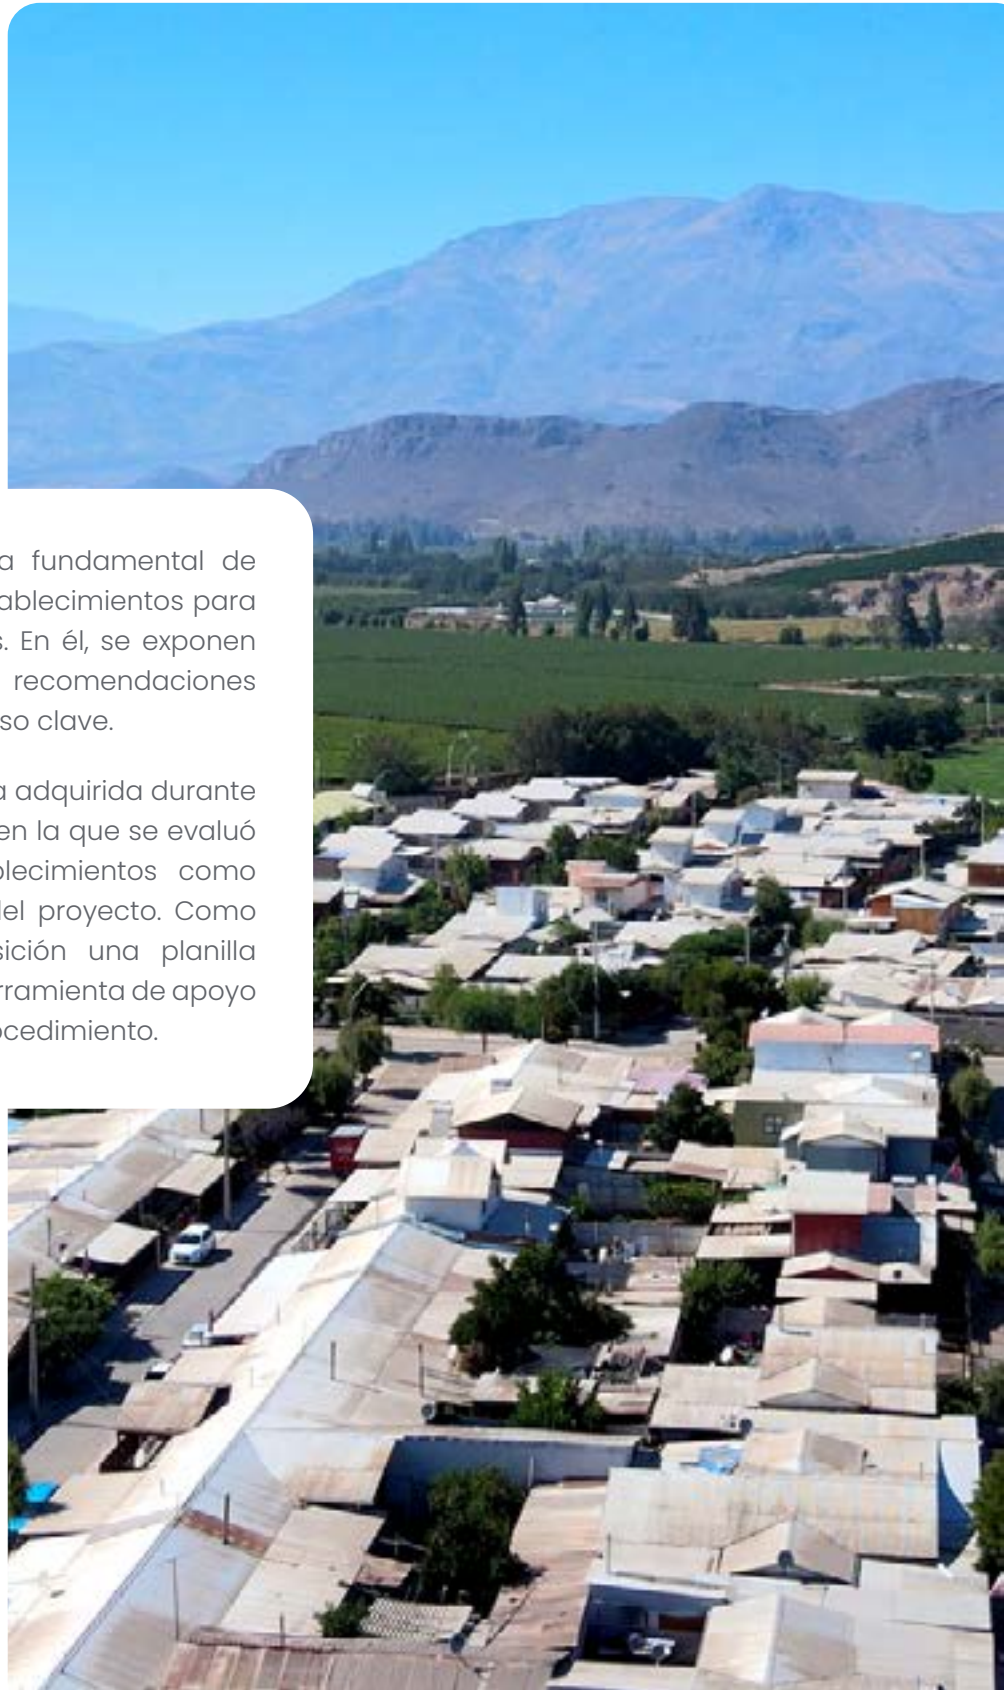 a fundamental de
ablecimientos para
s. En él, se exponen
recomendaciones
so clave.
a adquirida durante
en la que se evaluó
blecimientos como
del proyecto. Como
sición una planilla
rramienta de apoyo
ocedimiento.